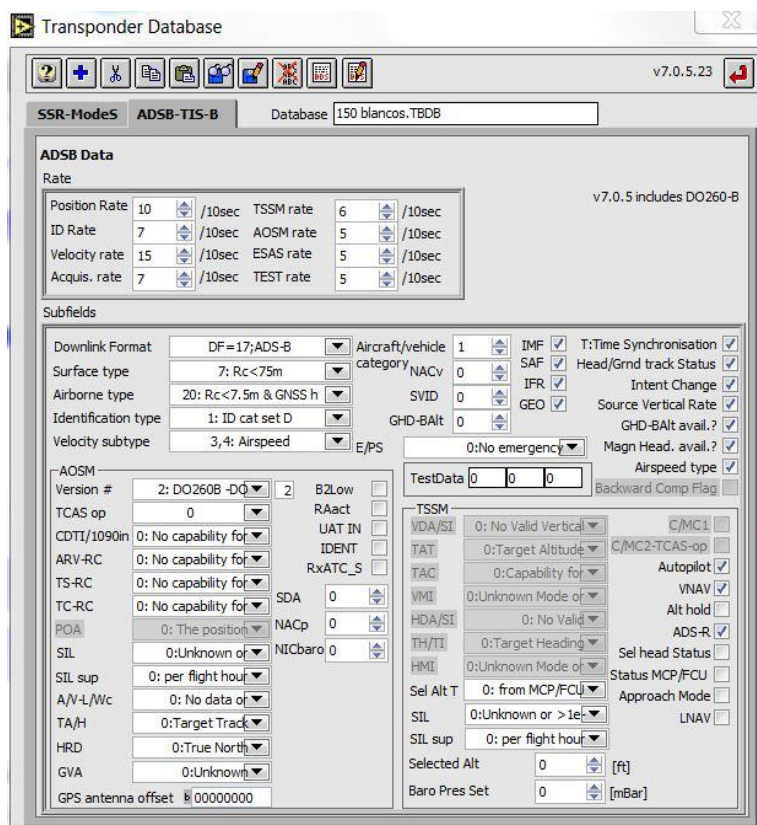 Transponder Database
v7.0.5.23
SSR-ModeS ADSB-TIS-B Database 150 blancos.TBDB
ADSB Data
Rate
v7.0.5 includes DO260-B
Position Rate 10 /10sec TSSM rate 6 /10sec
ID Rate 7 /10sec AOSM rate 5 /10sec
Velocity rate 15 /10sec ESAS rate 5 /10sec
Acquis. rate 7 /10sec TEST rate 5 /10sec
Subfields
Downlink Format DF=17;ADS-B Aircraft/vehicle category 1 IMF T:Time Synchronisation
Surface type 7: Rc<75m NACv 0 SAF Head/Grnd track Status
Airborne type 20: Rc<7.5m & GNSS h SVID 0 IFR Intent Change
Identification type 1: ID cat set D GHD-BAlt 0 GEO Source Vertical Rate
Velocity subtype 3,4: Airspeed E/PS 0:No emergency GHD-BAlt avail.?
Magn Head. avail.?
TestData 0 0 0 Airspeed type
Backward Comp Flag
AOSM
Version # 2: DO260B -DO 2 B2Low
TCAS op 0 RAact
CDTI/1090in 0: No capability for UAT IN
ARV-RC 0: No capability for IDENT
TS-RC 0: No capability for RxATC_S
TC-RC 0: No capability for SDA 0
POA 0: The position NACp 0
SIL 0:Unknown or NICbaro 0
SIL sup 0: per flight hour
A/V-L/Wc 0: No data or
TA/H 0:Target Track
HRD 0:True North
GVA 0:Unknown
GPS antenna offset b 00000000
TSSM
VDA/SI 0: No Valid Vertical C/MC1
TAT 0:Target Altitude C/MC2-TCAS-op
TAC 0:Capability for Autopilot
VMI 0:Unknown Mode or VNAV
HDA/SI 0: No Valid Alt hold
TH/TI 0:Target Heading ADS-R
HMI 0:Unknown Mode or Sel head Status
Sel Alt T 0: from MCP/FCU Status MCP/FCU
SIL 0:Unknown or >1e- Approach Mode
SIL sup 0: per flight hour LNAV
Selected Alt 0 [ft]
Baro Pres Set 0 [mBar]